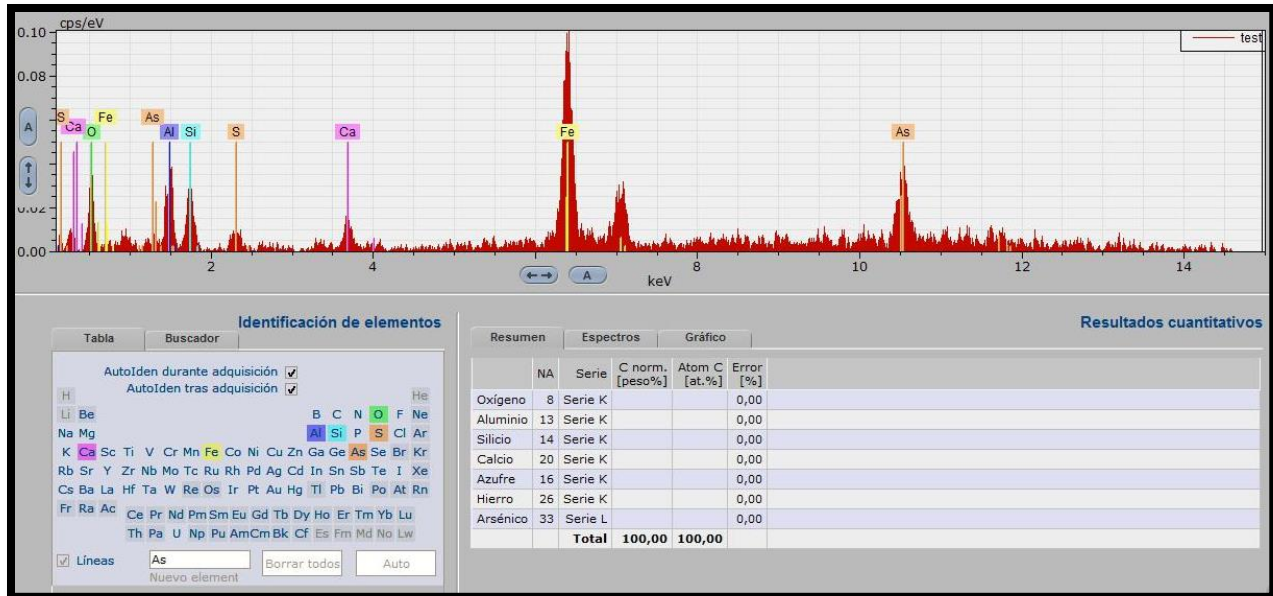 cps/eV
0.10
test
0.08
S Ca O Fe As Al Si S Ca Fe As
A
0.02
0.00
2 4 8 10 12 14
A
keV
Identificación de elementos
Tabla Buscador
AutoIden durante adquisición
AutoIden tras adquisición
H He
Li Be B C N O F Ne
Na Mg Al Si P S Cl Ar
K Ca Sc Ti V Cr Mn Fe Co Ni Cu Zn Ga Ge As Se Br Kr
Rb Sr Y Zr Nb Mo Tc Ru Rh Pd Ag Cd In Sn Sb Te I Xe
Cs Ba La Hf Ta W Re Os Ir Pt Au Hg Tl Pb Bi Po At Rn
Fr Ra Ac Ce Pr Nd Pm Sm Eu Gd Tb Dy Ho Er Tm Yb Lu
Th Pa U Np Pu Am Cm Bk Cf Es Fm Md No Lw
Líneas As Borrar todos Auto
Nuevo element
Resultados cuantitativos
Resumen Espectros Gráfico
NA Serie C norm. Atom C Error
[peso%] [at.%] [%]
Oxígeno 8 Serie K 0,00
Aluminio 13 Serie K 0,00
Silicio 14 Serie K 0,00
Calcio 20 Serie K 0,00
Azufre 16 Serie K 0,00
Hierro 26 Serie K 0,00
Arsénico 33 Serie L 0,00
Total 100,00 100,00